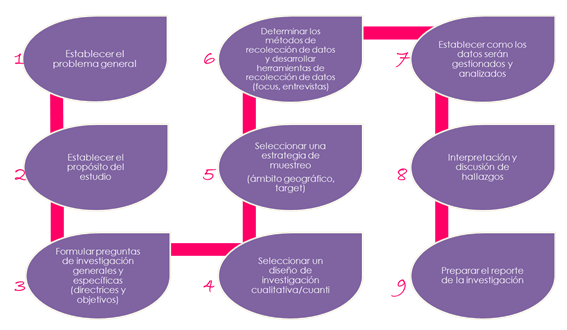 1
Establecer el
problema general
2
Establecer el
propósito del
estudio
3
Formular preguntas
de investigación
generales y
específicas
(directrices y
objetivos)
4
Seleccionar un
diseño de
investigación
cualitativa/cuanti
5
Seleccionar una
estrategia de
muestreo
(ámbito geográfico,
target)
6
Determinar los
métodos de
recolección de datos
y desarrollar
herramientas de
recolección de datos
(focus, entrevistas)
7
Establecer como los
datos serán
gestionados y
analizados
8
Interpretación y
discusión de
hallazgos
9
Preparar el reporte
de la investigación